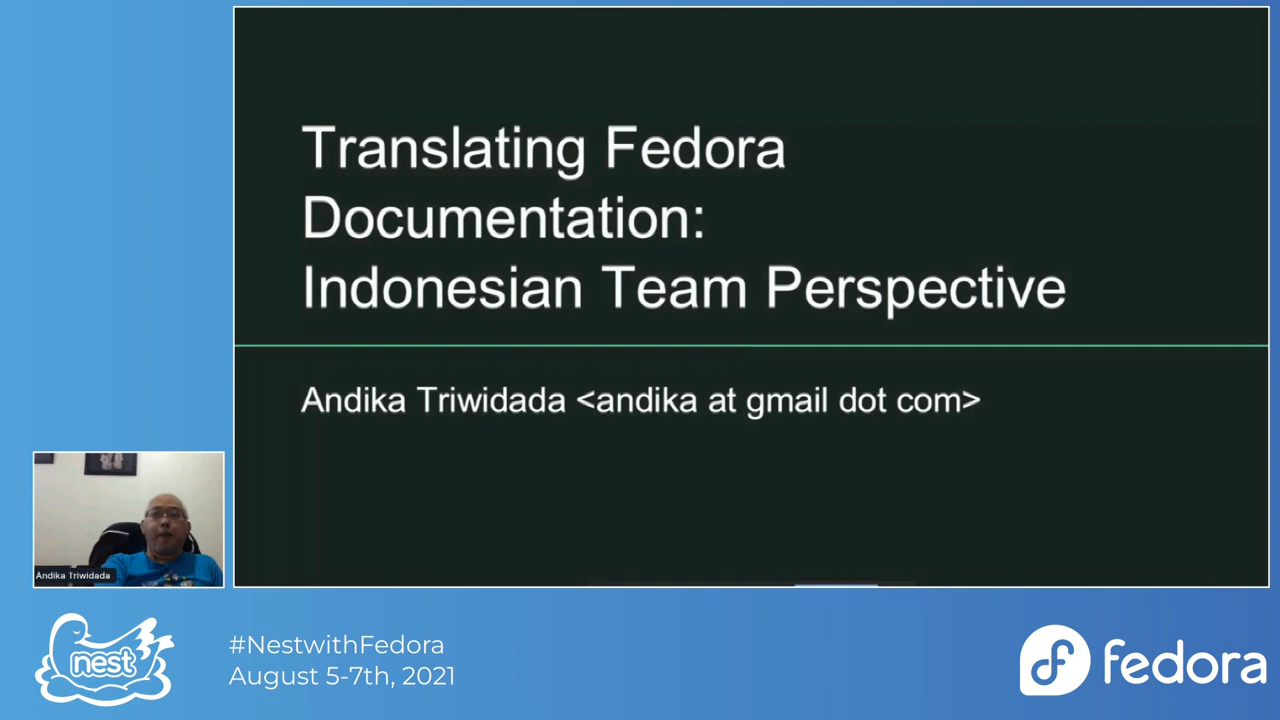 Translating Fedora
Documentation:
Indonesian Team Perspective
Andika Triwidada <andika at gmail dot com>
Andika Triwidada
nest
#NestwithFedora
August 5-7th, 2021
fedora